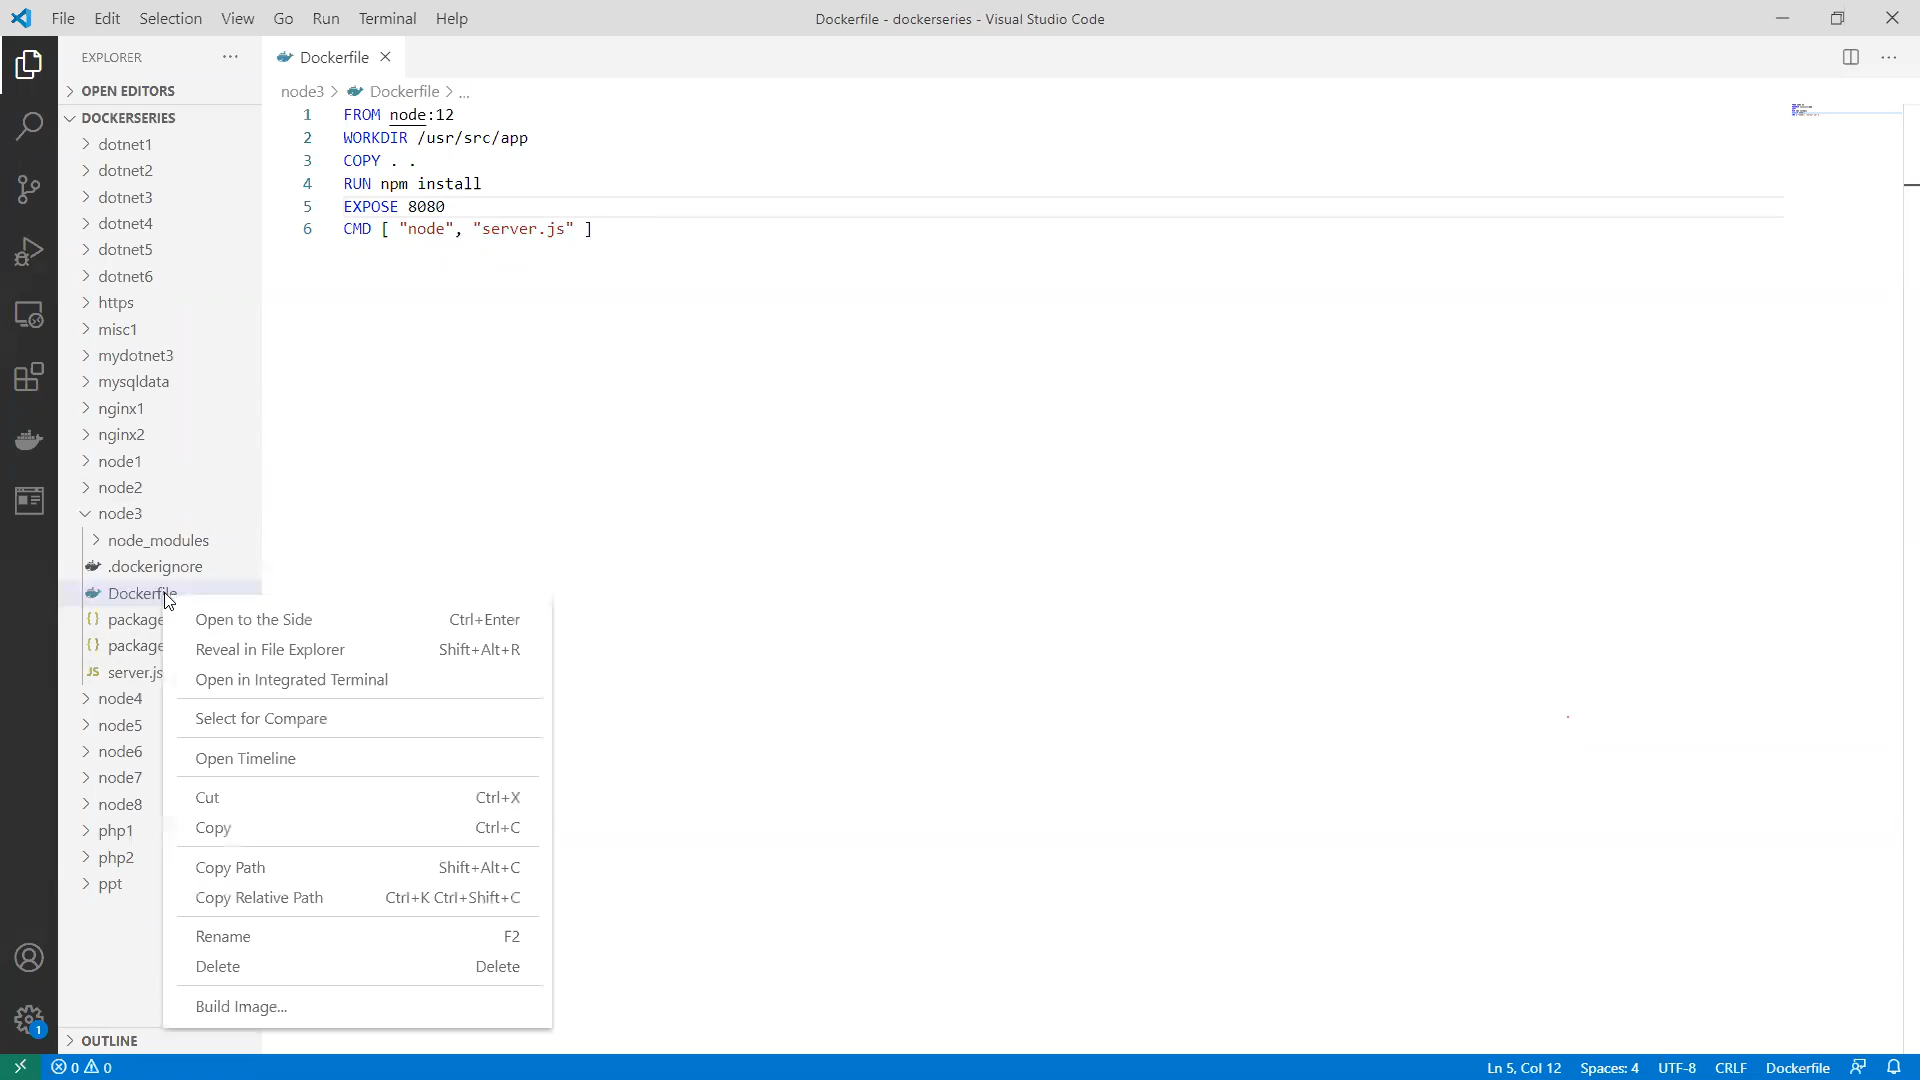 File Edit Selection View Go Run Terminal Help
Dockerfile - dockerseries - Visual Studio Code
EXPLORER
Dockerfile
OPEN EDITORS
node3 > Dockerfile > ...
DOCKERSERIES
dotnet1
dotnet2
dotnet3
dotnet4
dotnet5
dotnet6
https
misc1
mydotnet3
mysqldata
nginx1
nginx2
node1
node2
node3
node_modules
.dockerignore
Dockerfile
package
package
server.js
node4
node5
node6
node7
node8
php1
php2
ppt
OUTLINE
1 FROM node:12
2 WORKDIR /usr/src/app
3 COPY . .
4 RUN npm install
5 EXPOSE 8080
6 CMD [ "node", "server.js" ]
Open to the Side Ctrl+Enter
Reveal in File Explorer Shift+Alt+R
Open in Integrated Terminal
Select for Compare
Open Timeline
Cut Ctrl+X
Copy Ctrl+C
Copy Path Shift+Alt+C
Copy Relative Path Ctrl+K Ctrl+Shift+C
Rename F2
Delete Delete
Build Image...
1
0 0
Ln 5, Col 12 Spaces: 4 UTF-8 CRLF Dockerfile